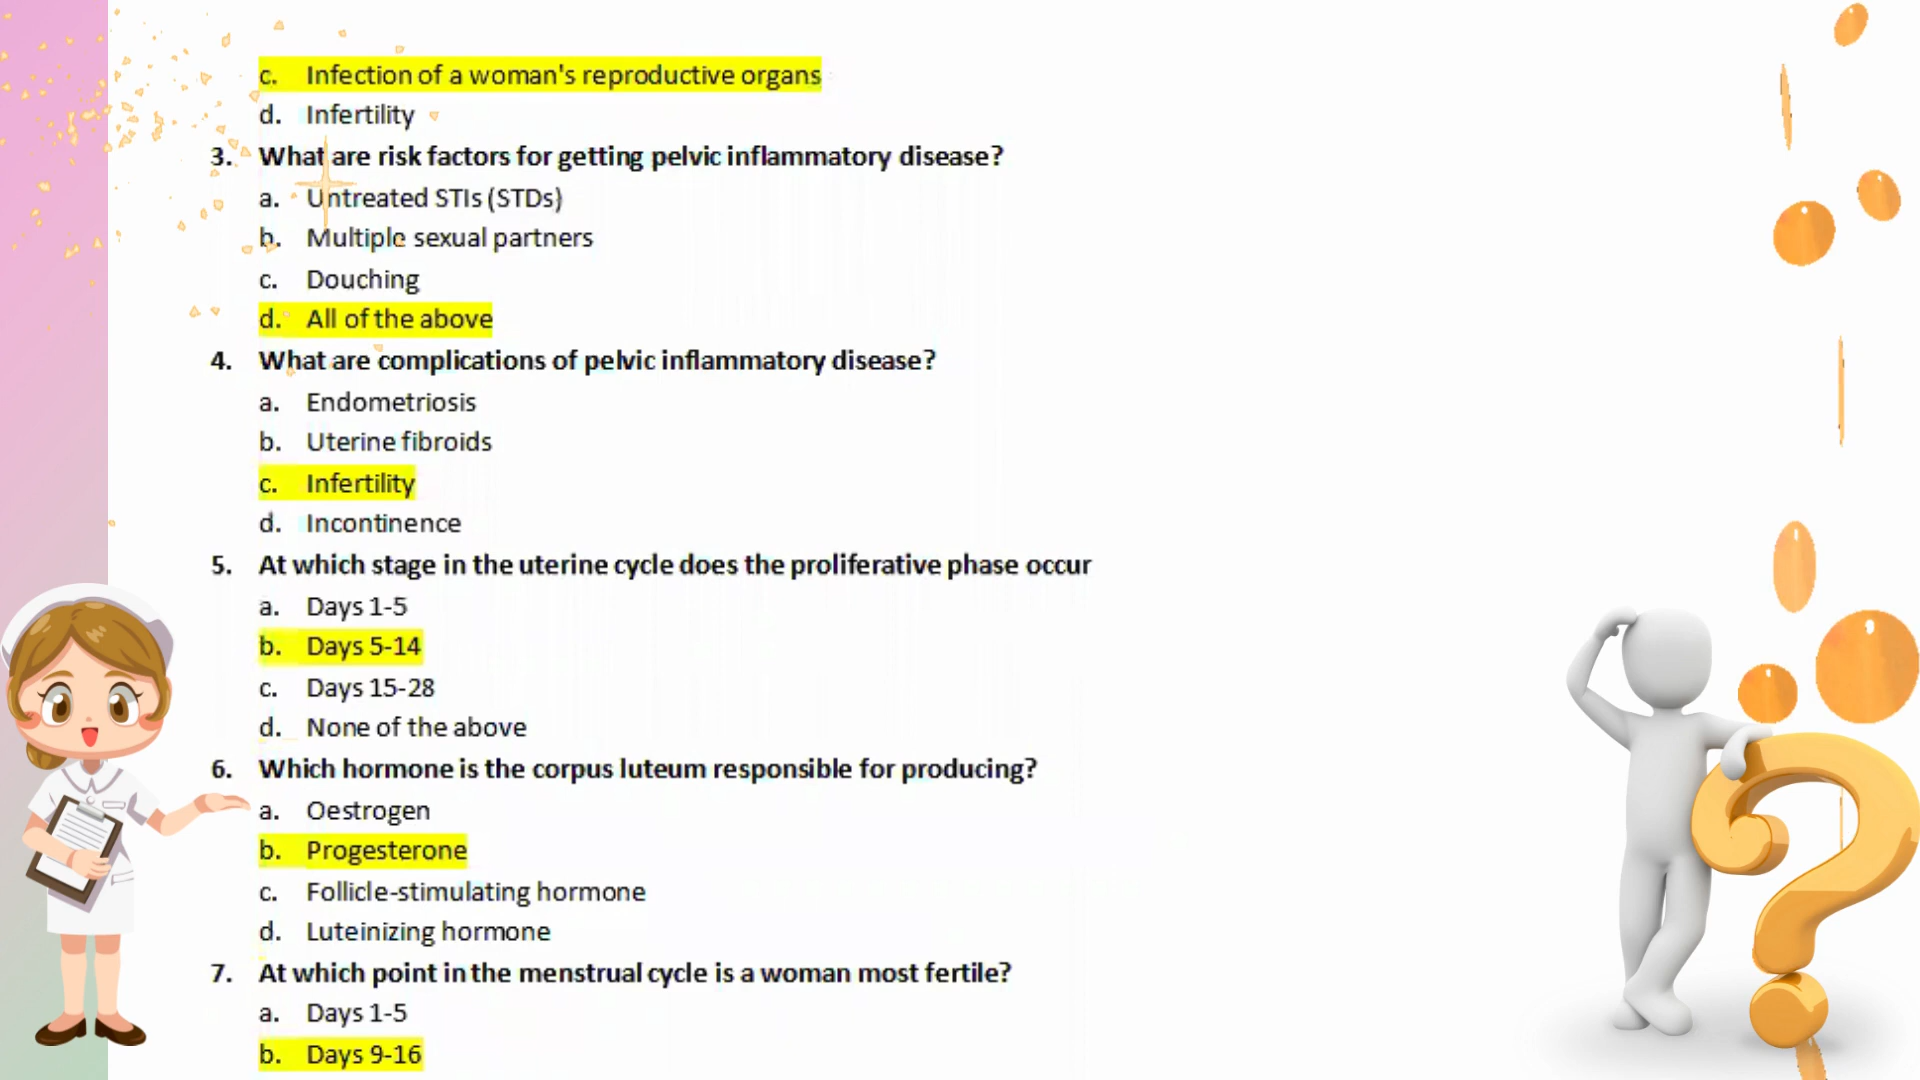 c. Infection of a woman's reproductive organs
d. Infertility
3. What are risk factors for getting pelvic inflammatory disease?
a. Untreated STIs (STDs)
b. Multiple sexual partners
c. Douching
d. All of the above
4. What are complications of pelvic inflammatory disease?
a. Endometriosis
b. Uterine fibroids
c. Infertility
d. Incontinence
5. At which stage in the uterine cycle does the proliferative phase occur
a. Days 1-5
b. Days 5-14
c. Days 15-28
d. None of the above
6. Which hormone is the corpus luteum responsible for producing?
a. Oestrogen
b. Progesterone
c. Follicle-stimulating hormone
d. Luteinizing hormone
7. At which point in the menstrual cycle is a woman most fertile?
a. Days 1-5
b. Days 9-16